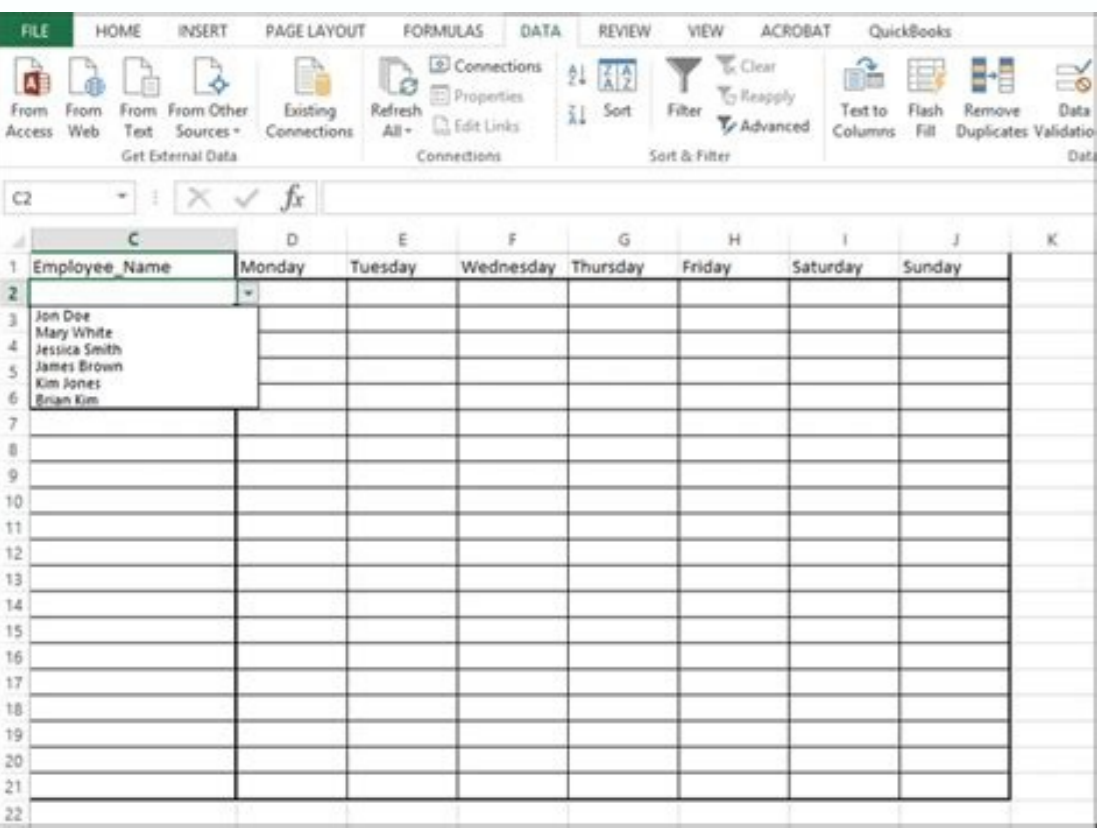 FILE HOME INSERT PAGE LAYOUT FORMULAS DATA REVIEW VIEW ACROBAT QuickBooks
From Access
From Web
From Text
From Other Sources
Existing Connections
Refresh All
Connections
Properties
Edit Links
Sort
Filter
Clear
Reapply
Advanced
Text to Columns
Flash Fill
Remove Duplicates
Data Validatio
Get External Data
Connections
Sort & Filter
Data
C2 fx
C D E F G H I J K
1 Employee_Name Monday Tuesday Wednesday Thursday Friday Saturday Sunday
2
3 Jon Doe
Mary White
4 Jessica Smith
5 James Brown
Kim Jones
6 Brian Kim
7
8
9
10
11
12
13
14
15
16
17
18
19
20
21
22